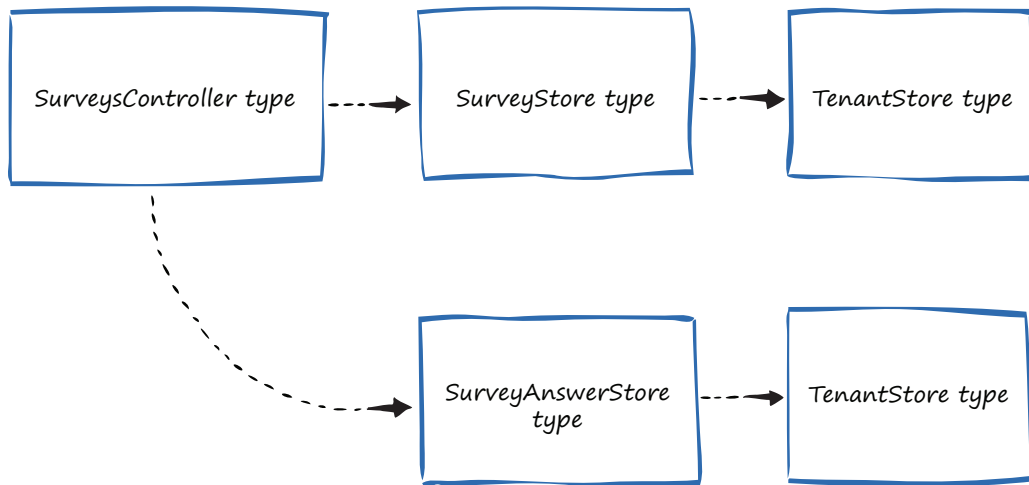 SurveysController type
SurveyStore type
TenantStore type
SurveyAnswerStore
type
TenantStore type